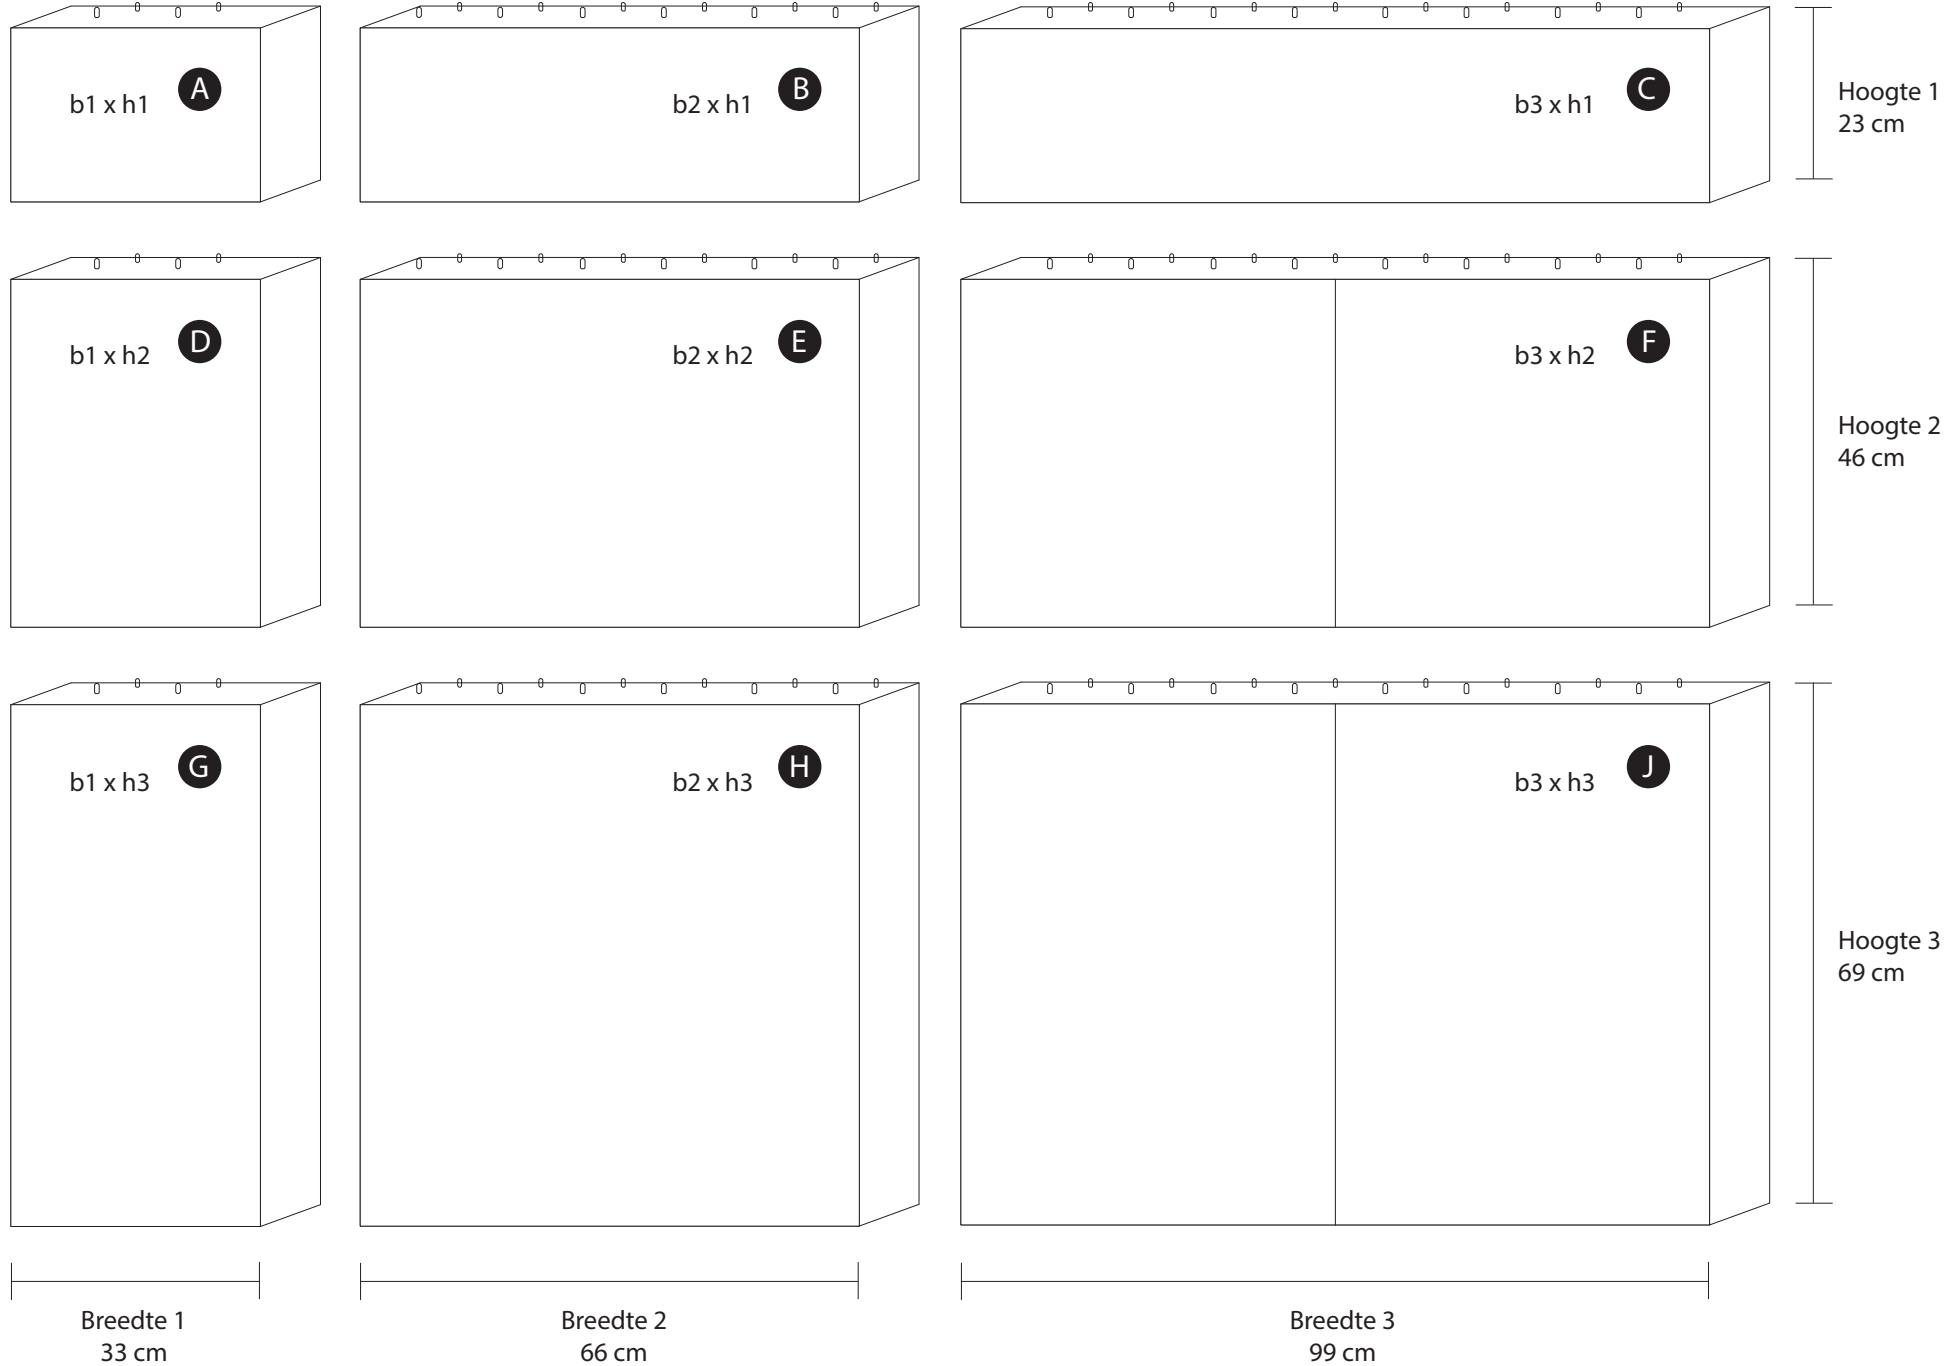 b1 x h1 A
b2 x h1 B
b3 x h1 C
Hoogte 1
23 cm
b1 x h2 D
b2 x h2 E
b3 x h2 F
Hoogte 2
46 cm
b1 x h3 G
b2 x h3 H
b3 x h3 J
Hoogte 3
69 cm
Breedte 1
33 cm
Breedte 2
66 cm
Breedte 3
99 cm